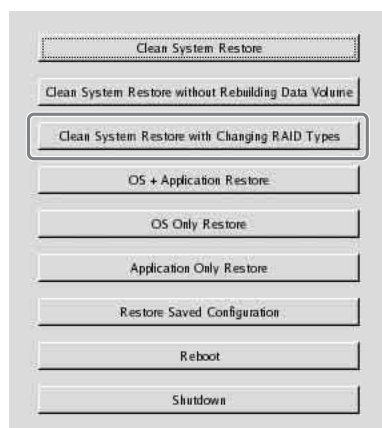 Clean System Restore
Clean System Restore without Rebuilding Data Volume
Clean System Restore with Changing RAID Types
OS + Application Restore
OS Only Restore
Application Only Restore
Restore Saved Configuration
Reboot
Shutdown